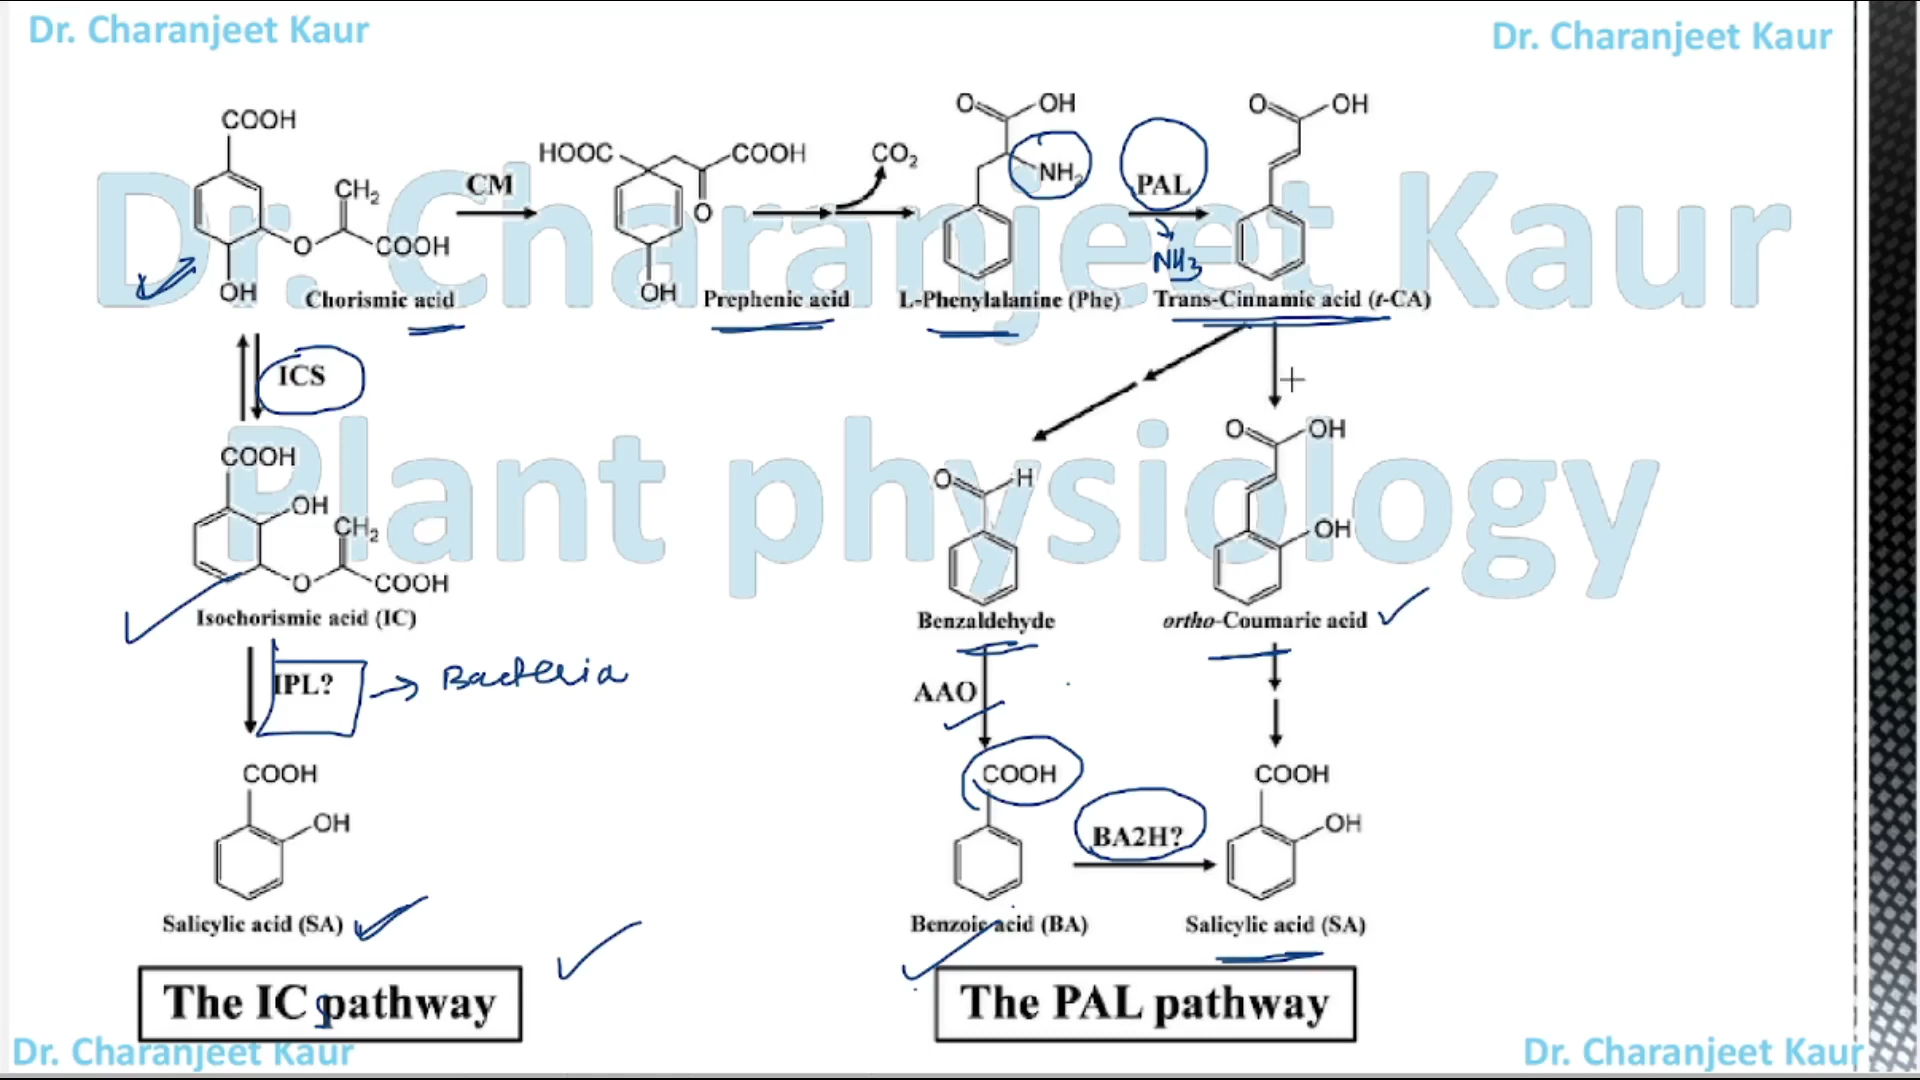 Dr. Charanjeet Kaur
Dr. Charanjeet Kaur
Dr. Charanjeet Kaur
Plant physiology
COOH
CH2
O
COOH
OH
Chorismic acid
CM
HOOC
COOH
O
OH
Prephenic acid
CO2
O
OH
NH2
L-Phenylalanine (Phe)
PAL
NH3
O
OH
Trans-Cinnamic acid (t-CA)
ICS
COOH
OH
CH2
O
COOH
Isochorismic acid (IC)
IPL?
Bacteria
COOH
OH
Salicylic acid (SA)
The IC s pathway
O
H
Benzaldehyde
O
OH
OH
ortho-Coumaric acid
AAO
COOH
Benzoic acid (BA)
BA2H?
COOH
OH
Salicylic acid (SA)
The PAL pathway
Dr. Charanjeet Kaur
Dr. Charanjeet Kaur